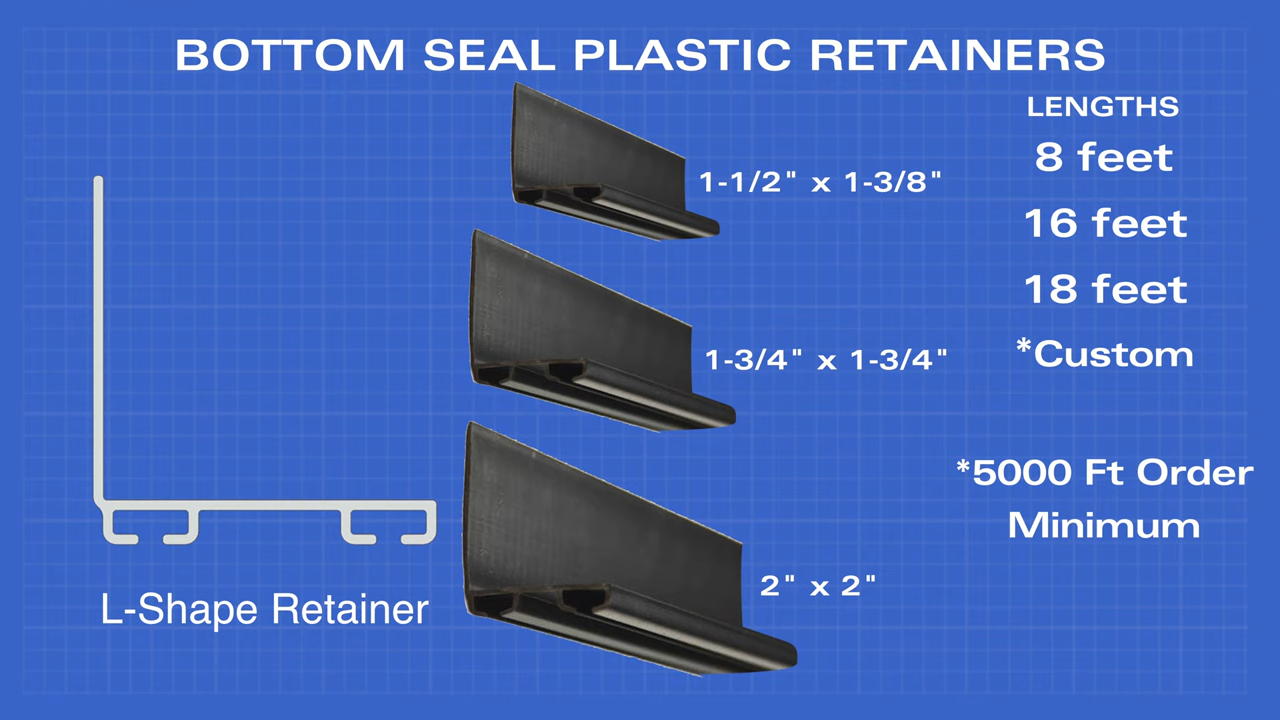 BOTTOM SEAL PLASTIC RETAINERS
LENGTHS
8 feet
16 feet
18 feet
*Custom
*5000 Ft Order
Minimum
1-1/2" x 1-3/8"
1-3/4" x 1-3/4"
2" x 2"
L-Shape Retainer